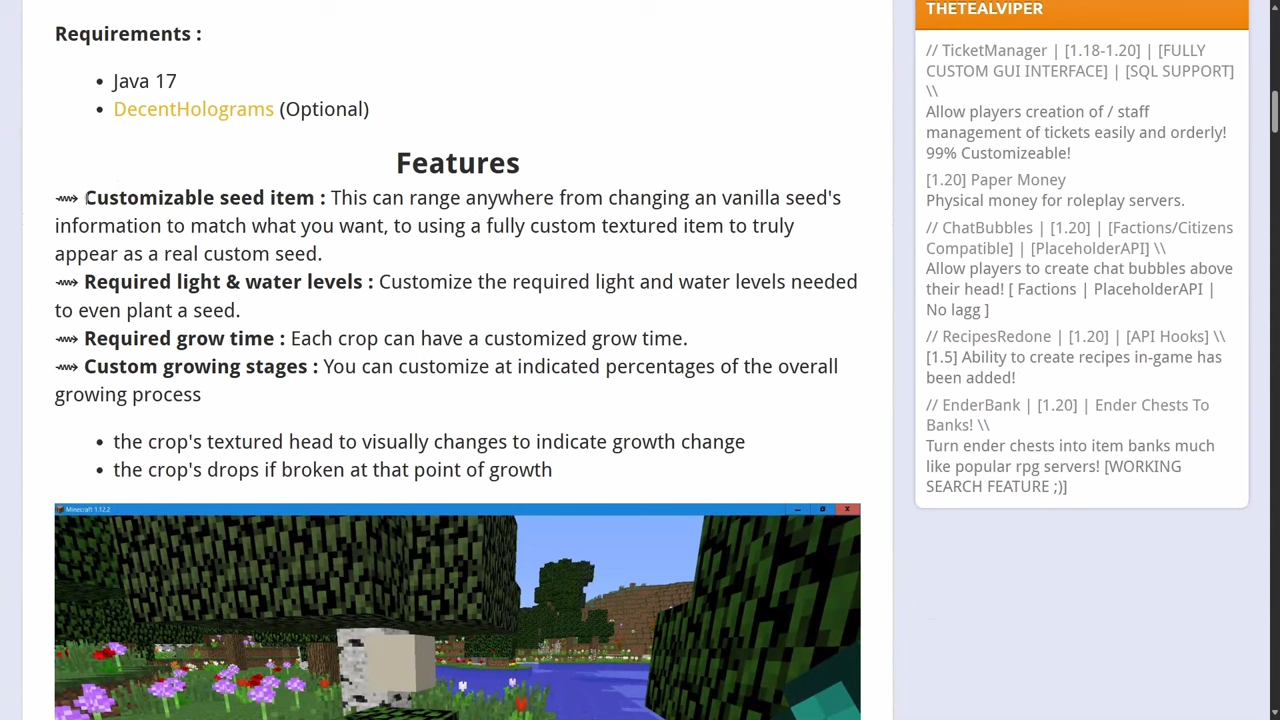 Requirements :
• Java 17
• DecentHolograms (Optional)
Features
⇝ Customizable seed item : This can range anywhere from changing an vanilla seed's
information to match what you want, to using a fully custom textured item to truly
appear as a real custom seed.
⇝ Required light & water levels : Customize the required light and water levels needed
to even plant a seed.
⇝ Required grow time : Each crop can have a customized grow time.
⇝ Custom growing stages : You can customize at indicated percentages of the overall
growing process
• the crop's textured head to visually changes to indicate growth change
• the crop's drops if broken at that point of growth
Minecraft 1.12.2
THETEALVIPER
// TicketManager | [1.18-1.20] | [FULLY
CUSTOM GUI INTERFACE] | [SQL SUPPORT]
\\
Allow players creation of / staff
management of tickets easily and orderly!
99% Customizeable!
[1.20] Paper Money
Physical money for roleplay servers.
// ChatBubbles | [1.20] | [Factions/Citizens
Compatible] | [PlaceholderAPI] \\
Allow players to create chat bubbles above
their head! [ Factions | PlaceholderAPI |
No lagg ]
// RecipesRedone | [1.20] | [API Hooks] \\
[1.5] Ability to create recipes in-game has
been added!
// EnderBank | [1.20] | Ender Chests To
Banks! \\
Turn ender chests into item banks much
like popular rpg servers! [WORKING
SEARCH FEATURE ;)]